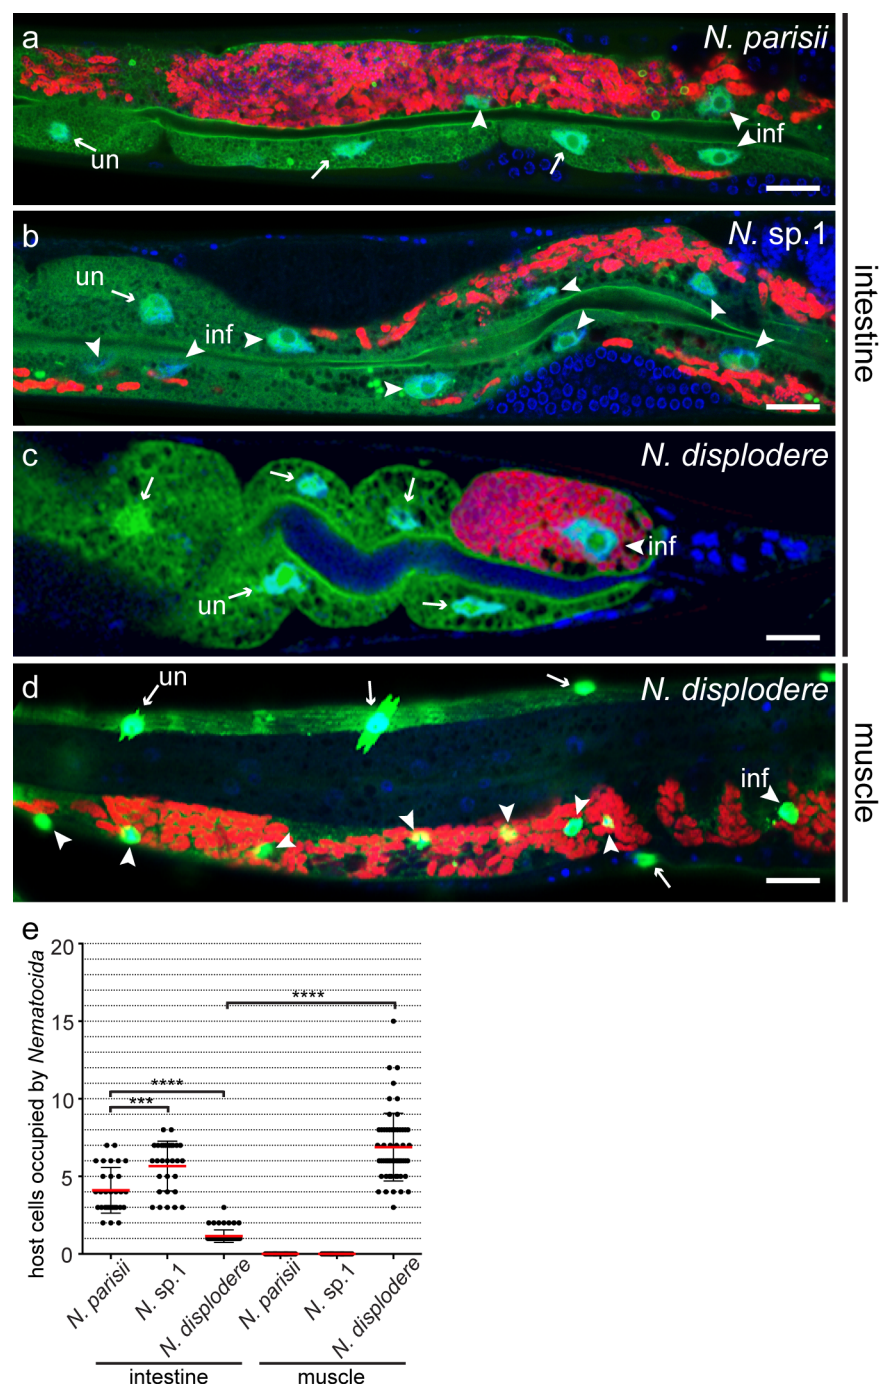 a
N. parisii
un
inf
b
N. sp.1
un
inf
c
N. displodere
inf
un
intestine
d
un
N. displodere
inf
muscle
e
host cells occupied by Nematocida
20
15
10
5
0
****
****
***
N. parisii
N. sp.1
N. displodere
N. parisii
N. sp.1
N. displodere
intestine
muscle